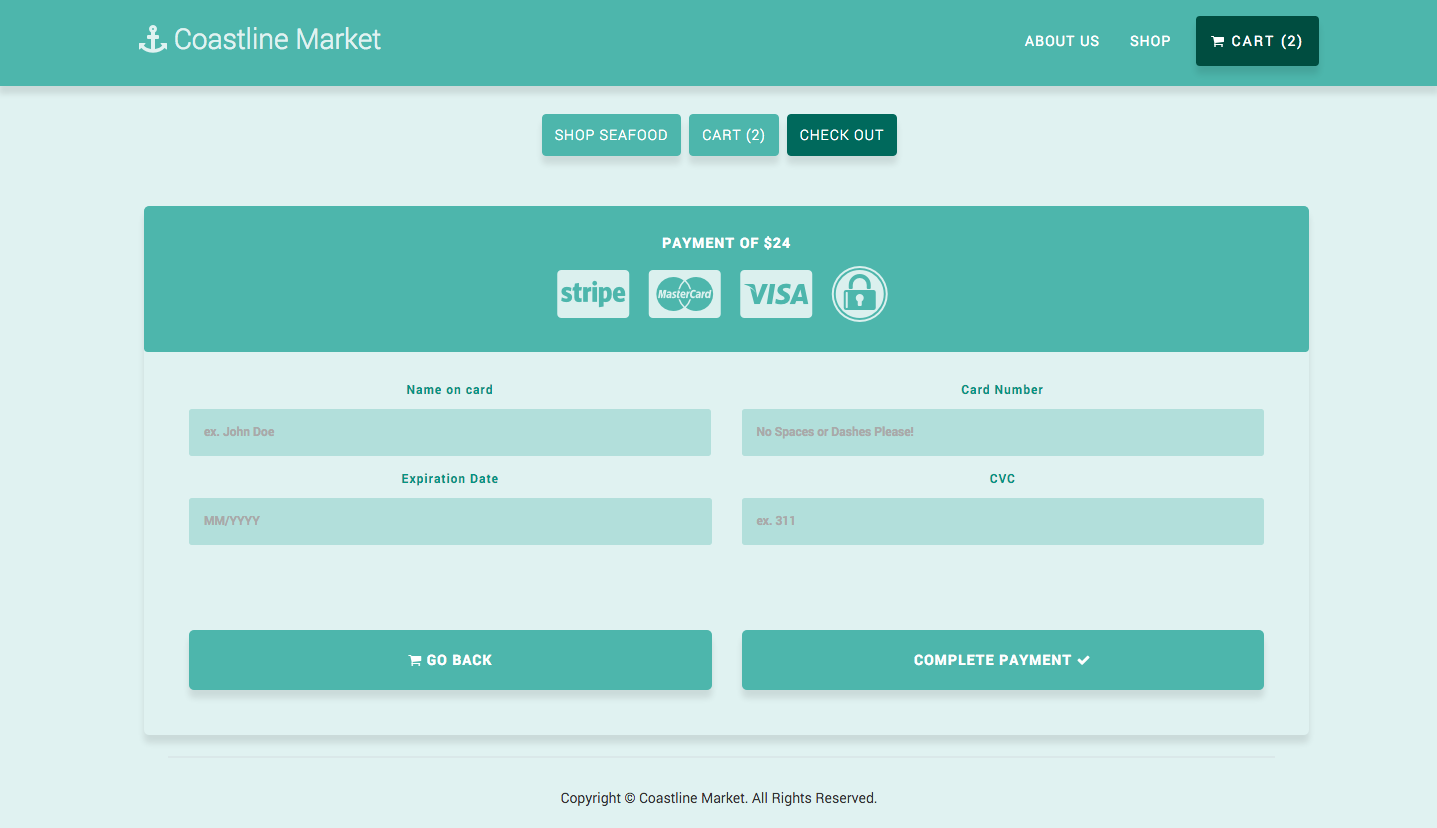 Coastline Market
ABOUT US
SHOP
CART (2)
SHOP SEAFOOD
CART (2)
CHECK OUT
PAYMENT OF $24
stripe
MasterCard
VISA
Name on card
Card Number
ex. John Doe
No Spaces or Dashes Please!
Expiration Date
CVC
MM/YYYY
ex. 311
GO BACK
COMPLETE PAYMENT
Copyright © Coastline Market. All Rights Reserved.